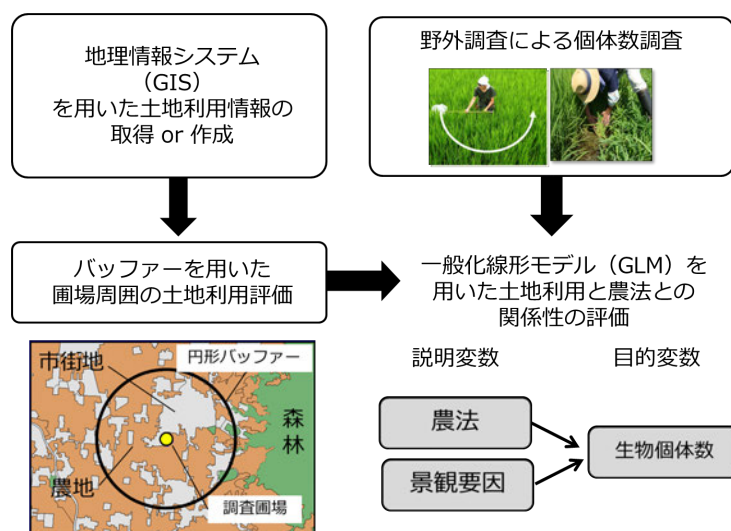 地理情報システム
（GIS）
を用いた土地利用情報の
取得 or 作成
野外調査による個体数調査
バッファーを用いた
圃場周囲の土地利用評価
一般化線形モデル（GLM）を
用いた土地利用と農法との
関係性の評価
市街地
円形バッファー
森林
農地
調査圃場
説明変数
目的変数
農法
景観要因
生物個体数